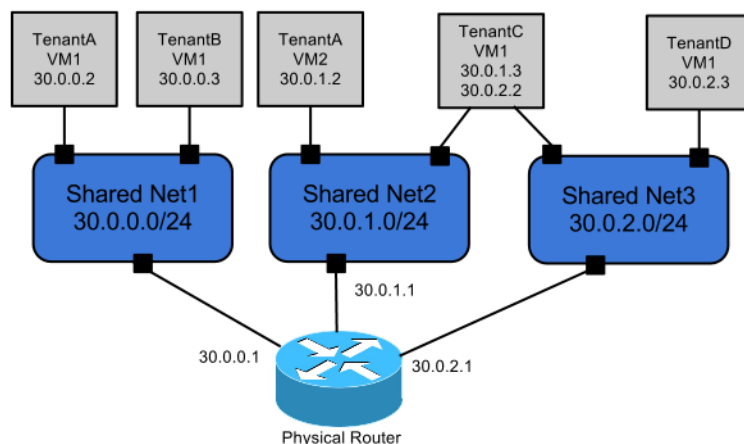 TenantA
VM1
30.0.0.2
TenantB
VM1
30.0.0.3
TenantA
VM2
30.0.1.2
TenantC
VM1
30.0.1.3
30.0.2.2
TenantD
VM1
30.0.2.3
Shared Net1
30.0.0.0/24
Shared Net2
30.0.1.0/24
Shared Net3
30.0.2.0/24
30.0.1.1
30.0.0.1
30.0.2.1
Physical Router